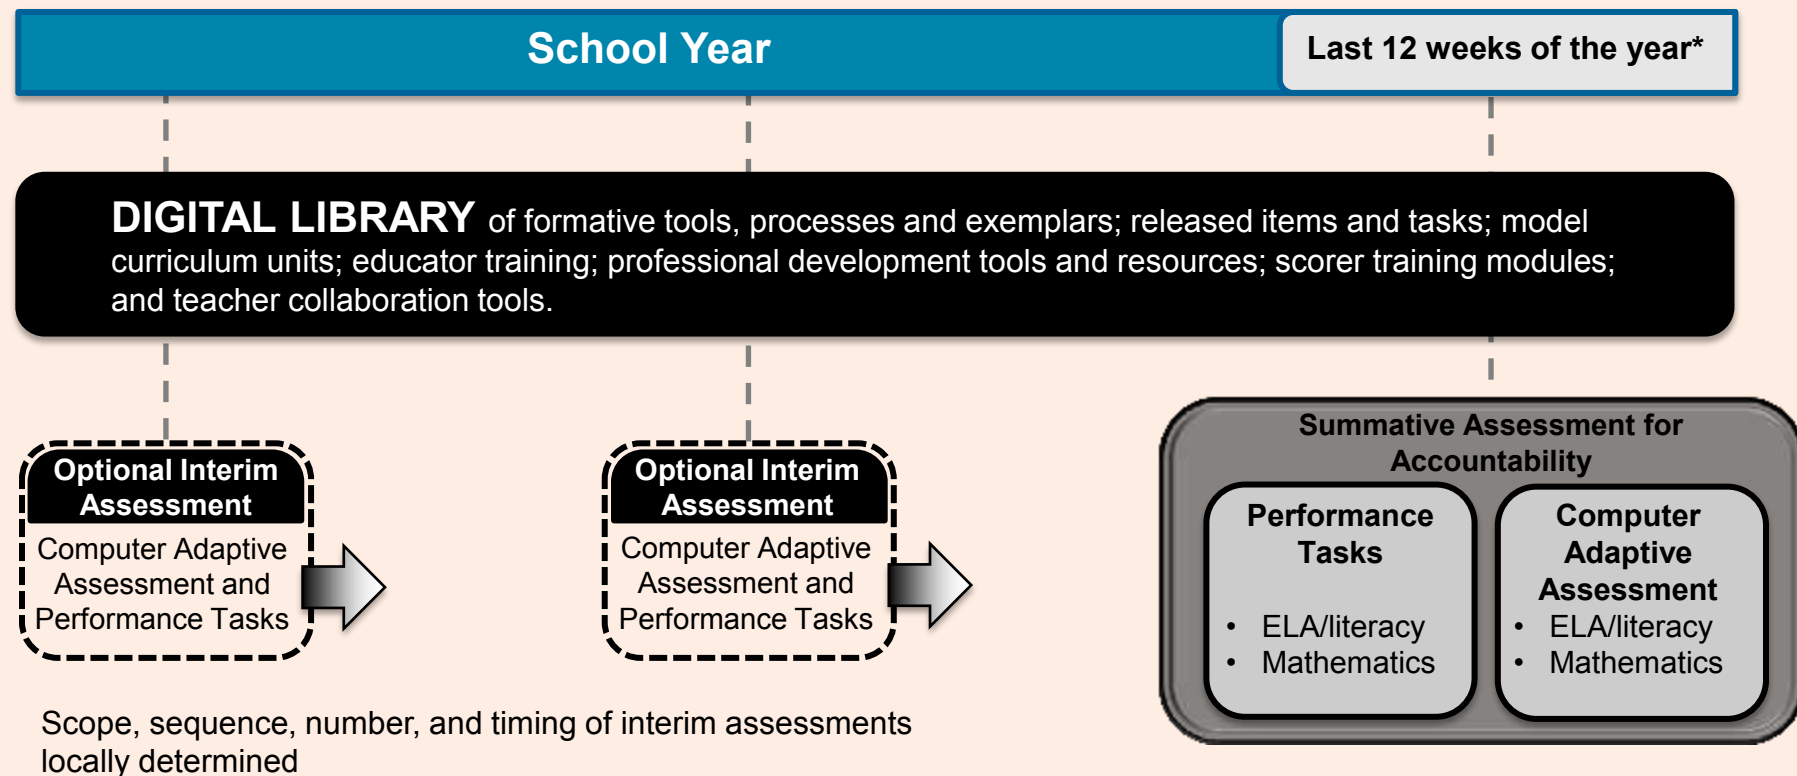 School Year
Last 12 weeks of the year*
DIGITAL LIBRARY of formative tools, processes and exemplars; released items and tasks; model
curriculum units; educator training; professional development tools and resources; scorer training modules;
and teacher collaboration tools.
Optional Interim
Assessment
Computer Adaptive
Assessment and
Performance Tasks
Optional Interim
Assessment
Computer Adaptive
Assessment and
Performance Tasks
Summative Assessment for
Accountability
Performance
Tasks
• ELA/literacy
• Mathematics
Computer
Adaptive
Assessment
• ELA/literacy
• Mathematics
Scope, sequence, number, and timing of interim assessments
locally determined